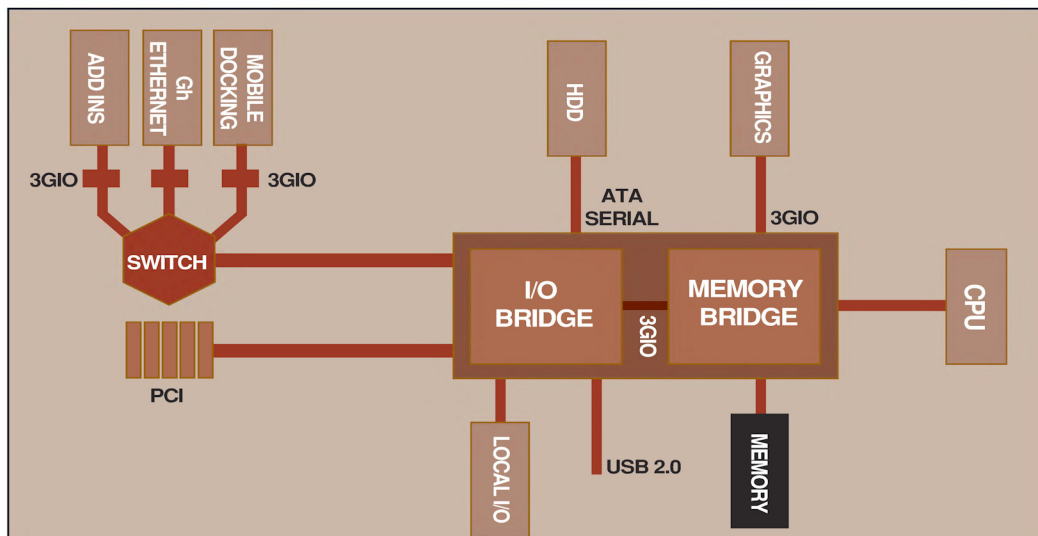 ADD INS
Gh
ETHERNET
MOBILE
DOCKING
HDD
GRAPHICS
3GIO
3GIO
ATA
SERIAL
3GIO
SWITCH
I/O
BRIDGE
3GIO
MEMORY
BRIDGE
CPU
PCI
LOCAL I/O
USB 2.0
MEMORY